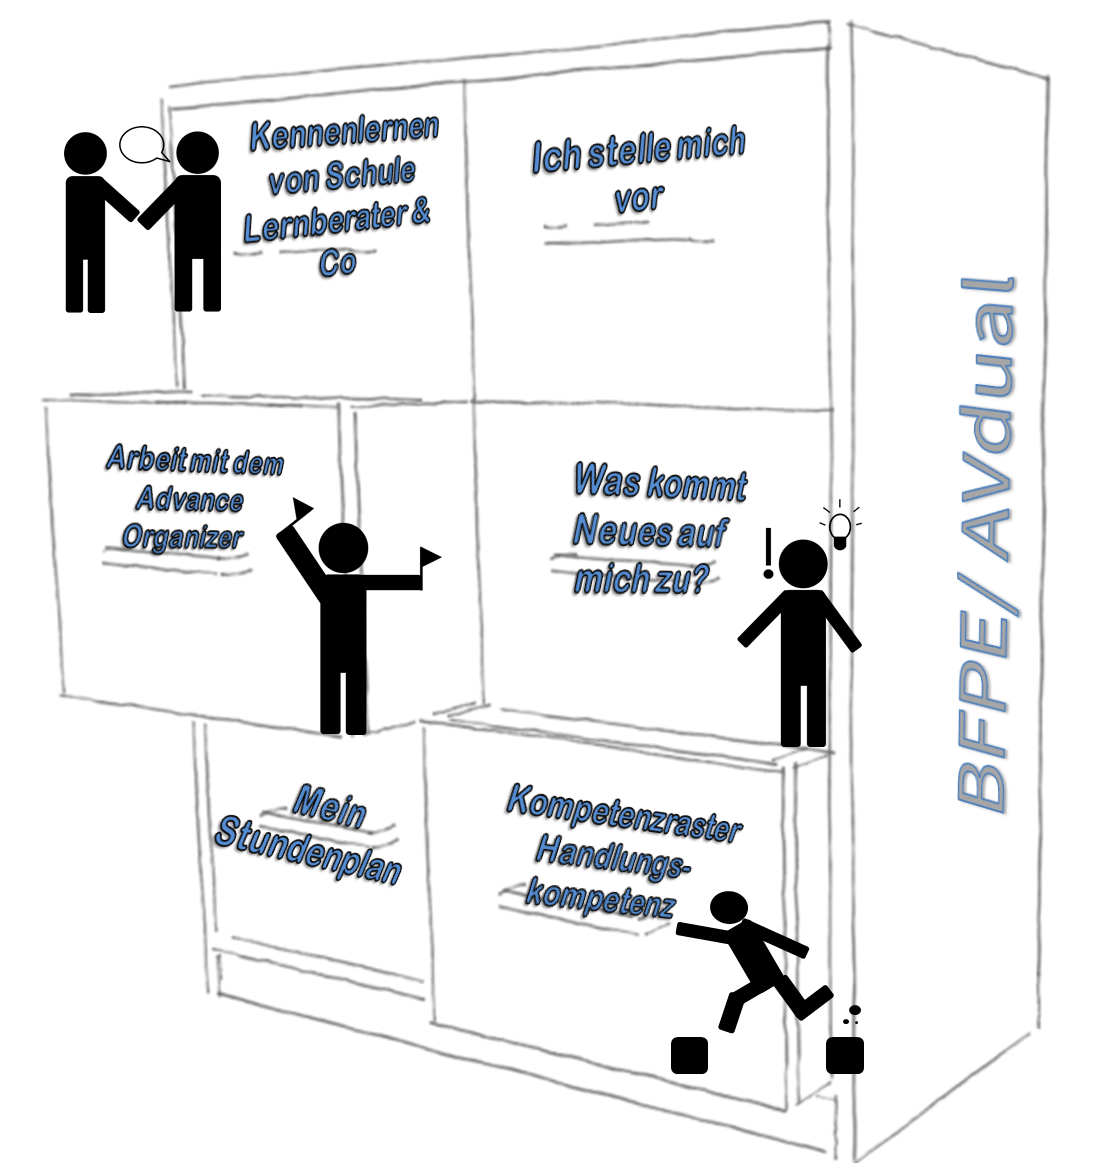 Kennenlernen
von Schule
Lernberater &
Co
Ich stelle mich
vor
Arbeit mit dem
Advance
Organizer
Was kommt
Neues auf
mich zu?
!
Mein
Stundenplan
Kompetenzraster
Handlungs-
kompetenz
BFPE/ AVdual